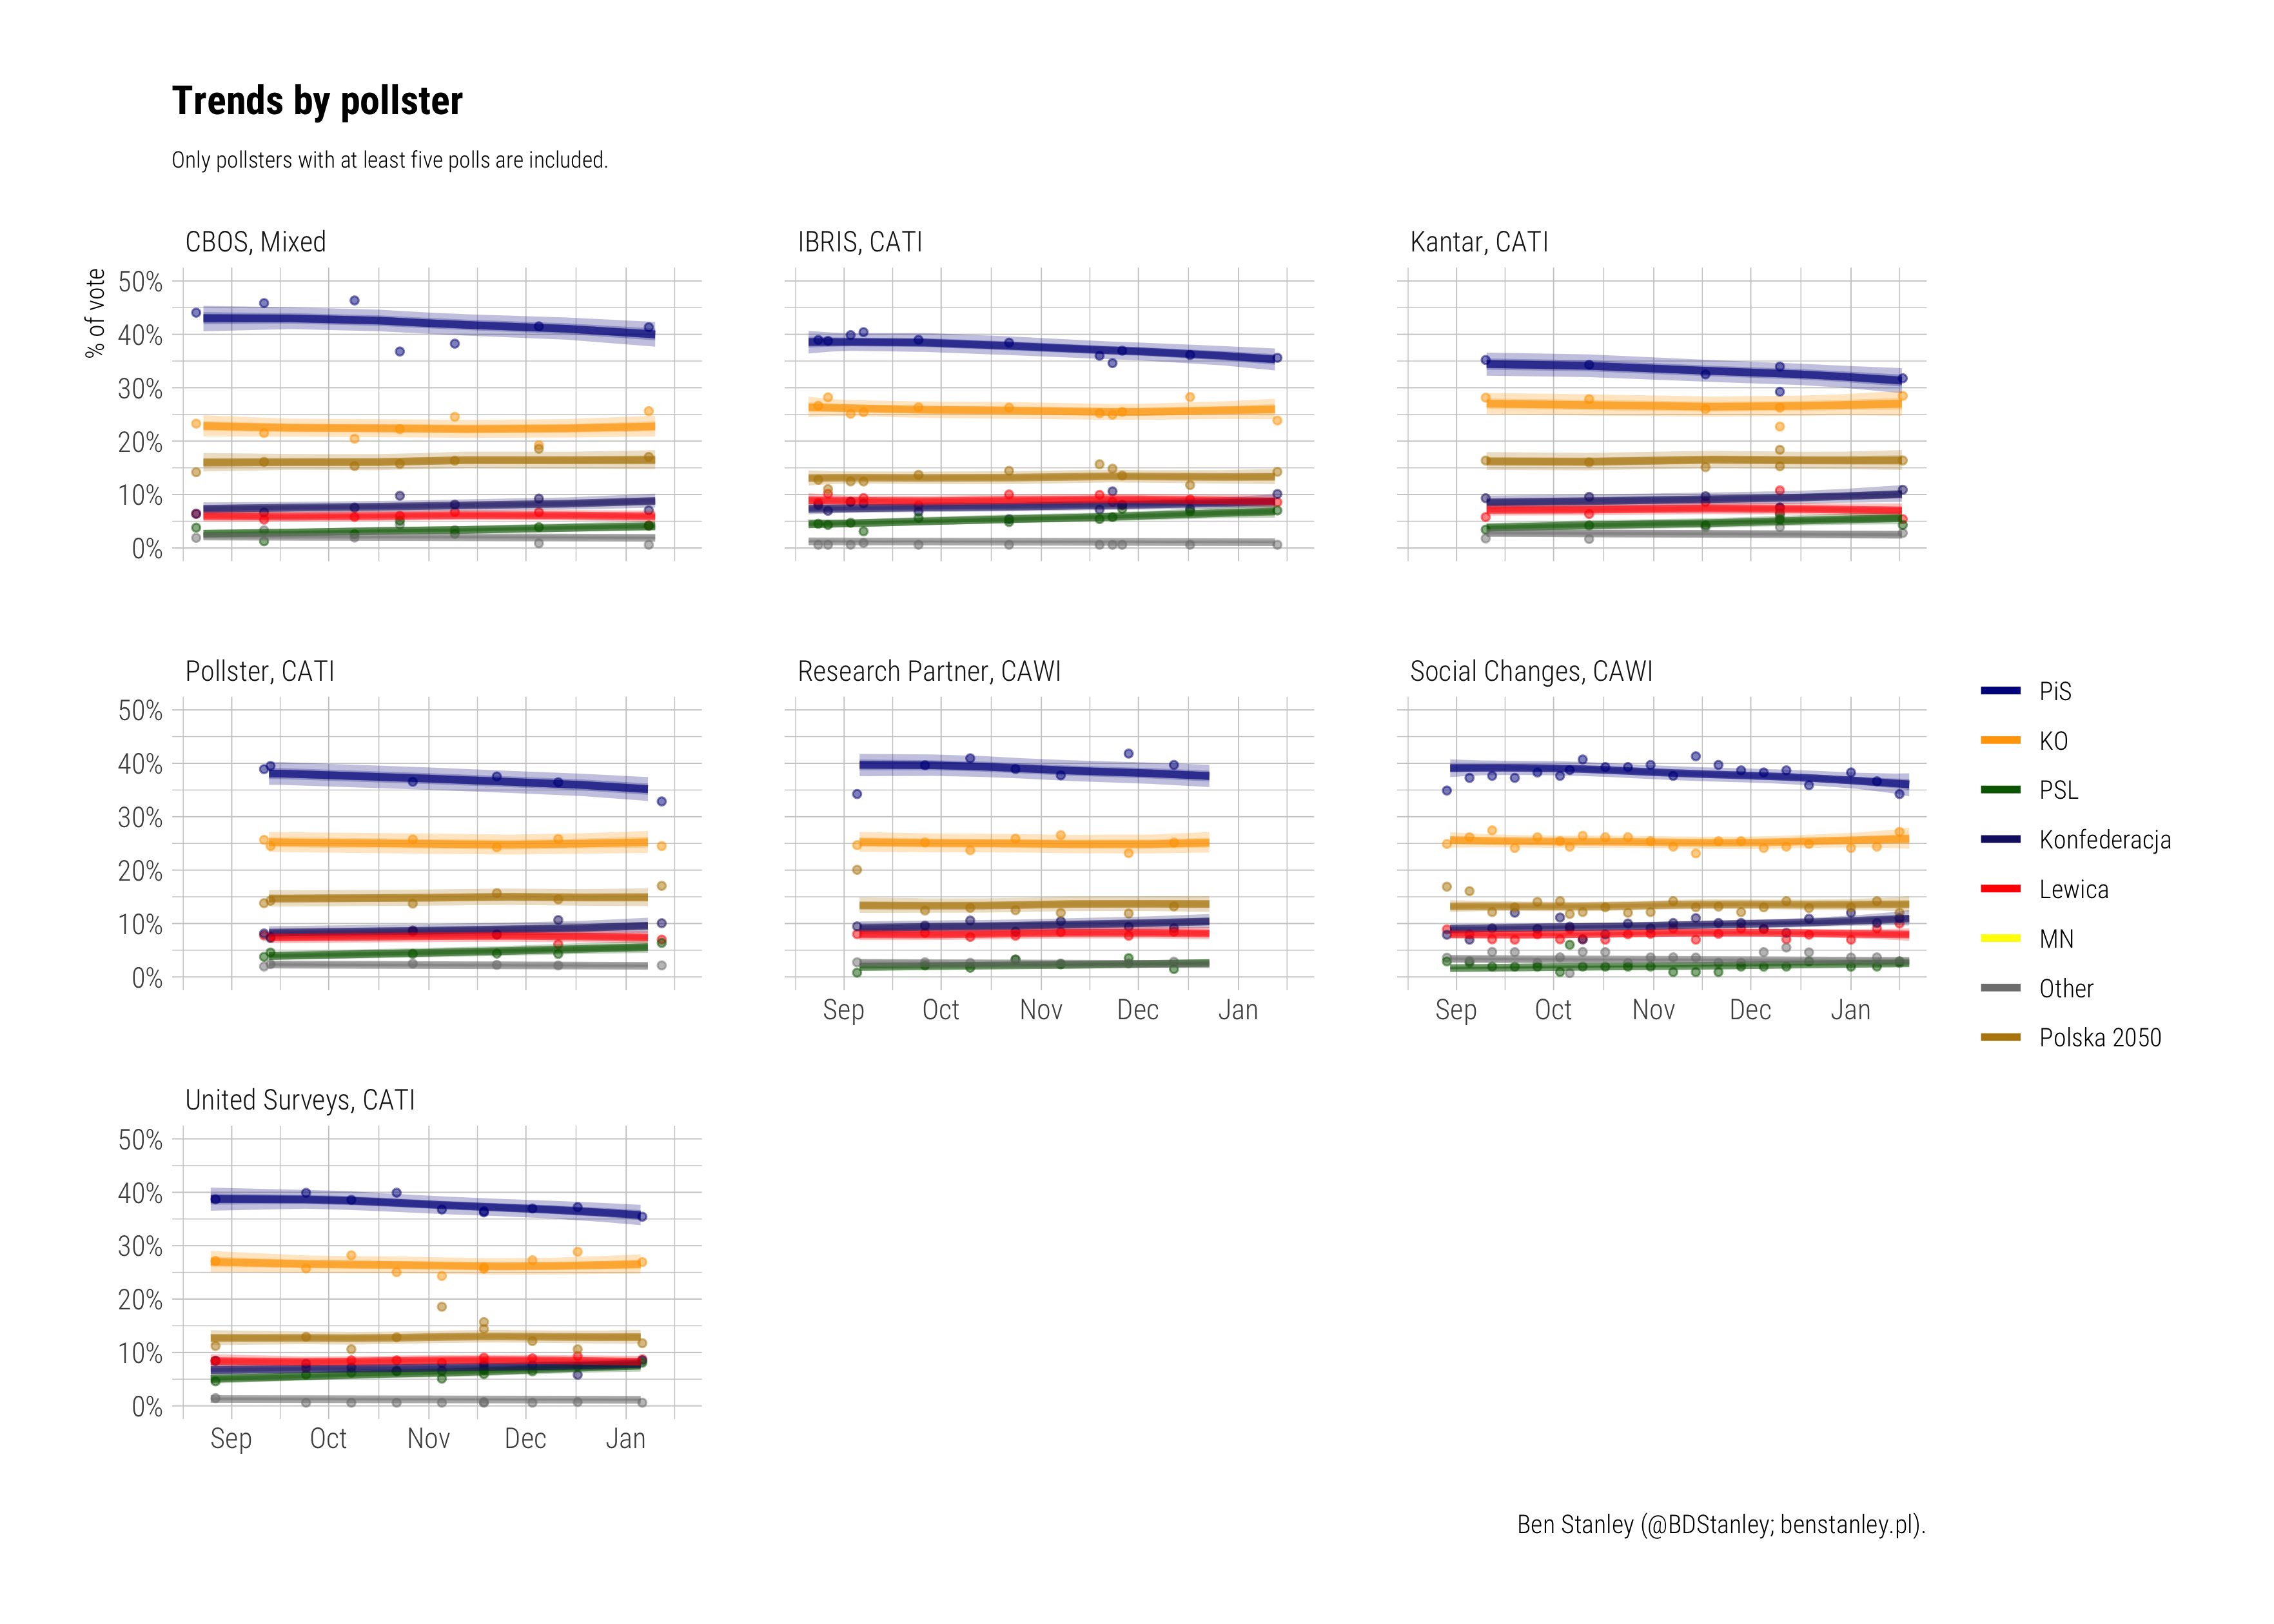 Trends by pollster
Only pollsters with at least five polls are included.
CBOS, Mixed
IBRIS, CATI
Kantar, CATI
% of vote
50%
40%
30%
20%
10%
0%
Pollster, CATI
Research Partner, CAWI
Social Changes, CAWI
50%
40%
30%
20%
10%
0%
Sep Oct Nov Dec Jan
Sep Oct Nov Dec Jan
PiS
KO
PSL
Konfederacja
Lewica
MN
Other
Polska 2050
United Surveys, CATI
50%
40%
30%
20%
10%
0%
Sep Oct Nov Dec Jan
Ben Stanley (@BDStanley; benstanley.pl).